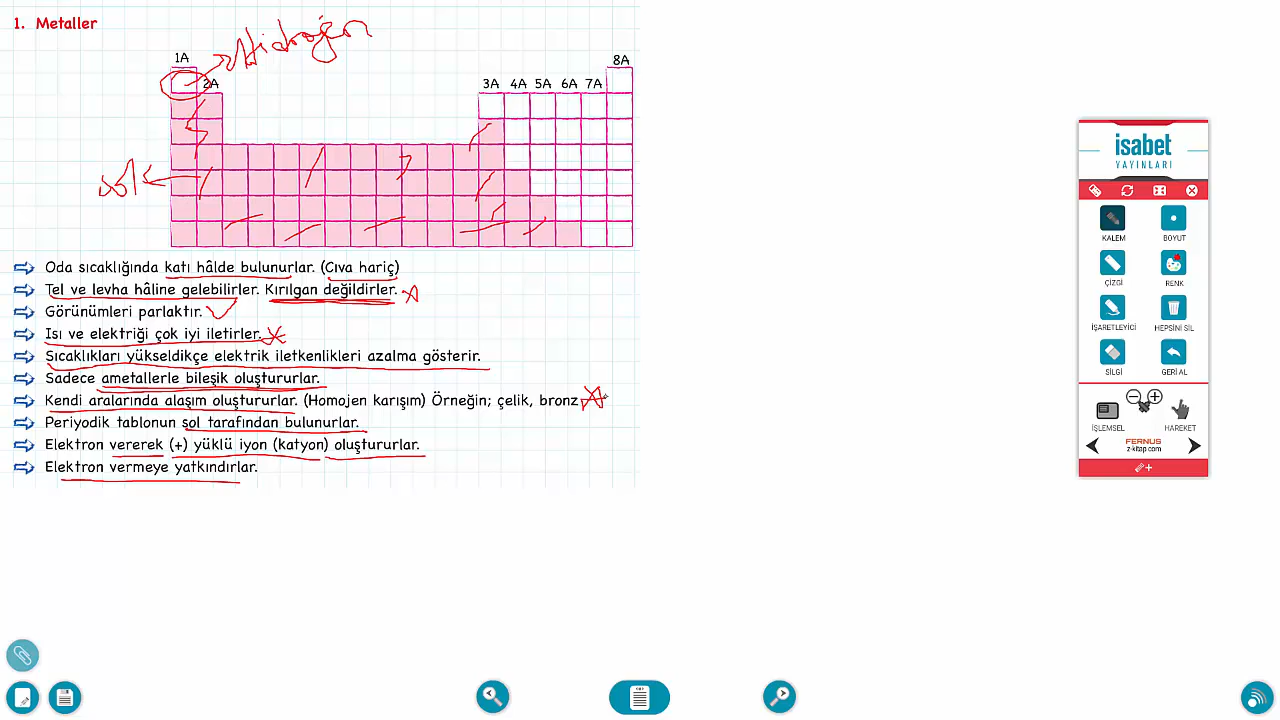 1. Metaller
Hidrojen
1A
8A
2A
3A 4A 5A 6A 7A
sol
Oda sıcaklığında katı hâlde bulunurlar. (Cıva hariç)
Tel ve levha hâline gelebilirler. Kırılgan değildirler.
Görünümleri parlaktır.
Isı ve elektriği çok iyi iletirler.
Sıcaklıkları yükseldikçe elektrik iletkenlikleri azalma gösterir.
Sadece ametallerle bileşik oluştururlar.
Kendi aralarında alaşım oluştururlar. (Homojen karışım) Örneğin; çelik, bronz
Periyodik tablonun sol tarafından bulunurlar.
Elektron vererek (+) yüklü iyon (katyon) oluştururlar.
Elektron vermeye yatkındırlar.
isabet
YAYINLARI
KALEM
BOYUT
ÇİZGİ
RENK
İŞARETLEYİCİ
HEPSİNİ SİL
SİLGİ
GERİ AL
İŞLEMSEL
HAREKET
FERNUS
z-kitap.com